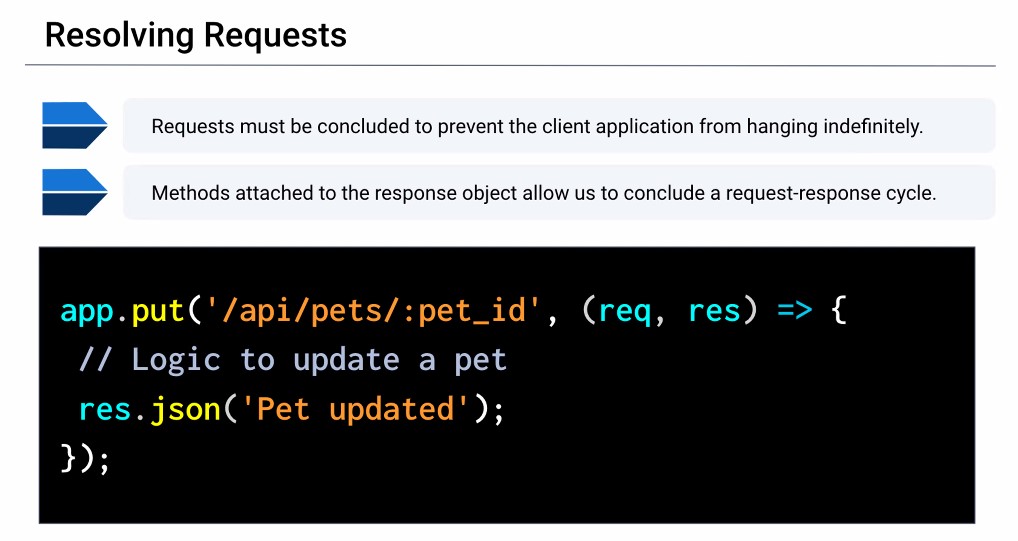 Resolving Requests
Requests must be concluded to prevent the client application from hanging indefinitely.
Methods attached to the response object allow us to conclude a request-response cycle.
app.put('/api/pets/:pet_id', (req, res) => {
 // Logic to update a pet
 res.json('Pet updated');
});